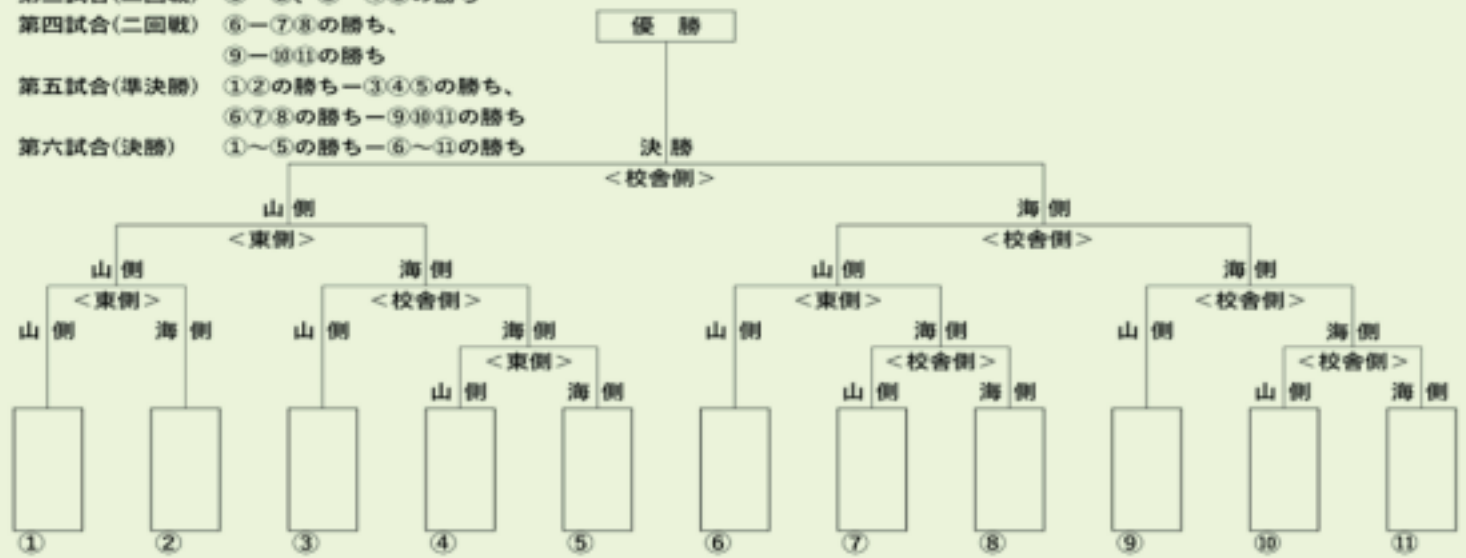 第四試合(二回戦) ⑥ー⑦⑧の勝ち、
⑨ー⑩⑪の勝ち
第五試合(準決勝) ①②の勝ちー③④⑤の勝ち、
⑥⑦⑧の勝ちー⑨⑩⑪の勝ち
第六試合(決勝) ①～⑤の勝ちー⑥～⑪の勝ち
優 勝
決勝
<校舎側>
山側 海側
<東側> <校舎側>
山側 海側 山側 海側
<東側> <校舎側> <東側> <校舎側>
山側 海側 山側 海側 山側 海側 山側 海側
<東側> <校舎側> <校舎側>
山側 海側 山側 海側 山側 海側
① ② ③ ④ ⑤ ⑥ ⑦ ⑧ ⑨ ⑩ ⑪